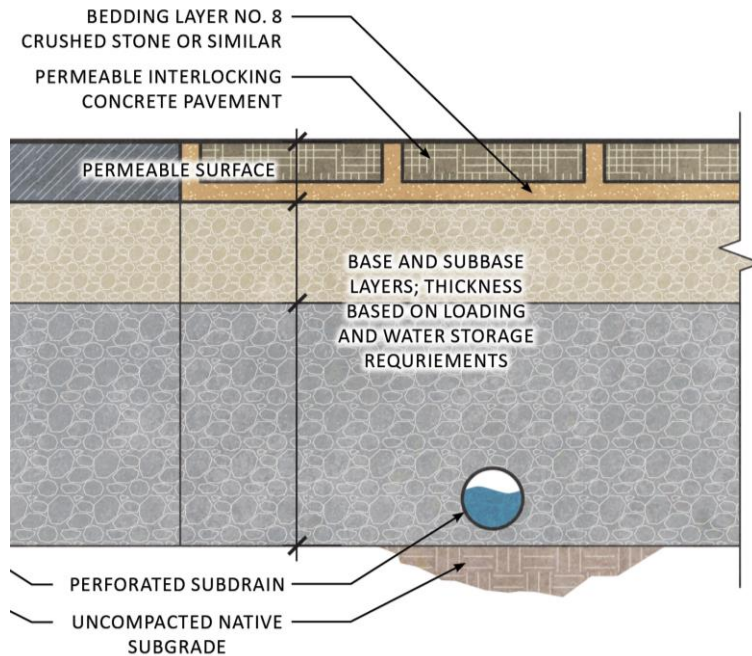 BEDDING LAYER NO. 8
CRUSHED STONE OR SIMILAR
PERMEABLE INTERLOCKING
CONCRETE PAVEMENT
PERMEABLE SURFACE
BASE AND SUBBASE
LAYERS; THICKNESS
BASED ON LOADING
AND WATER STORAGE
REQURIEMENTS
PERFORATED SUBDRAIN
UNCOMPACTED NATIVE
SUBGRADE